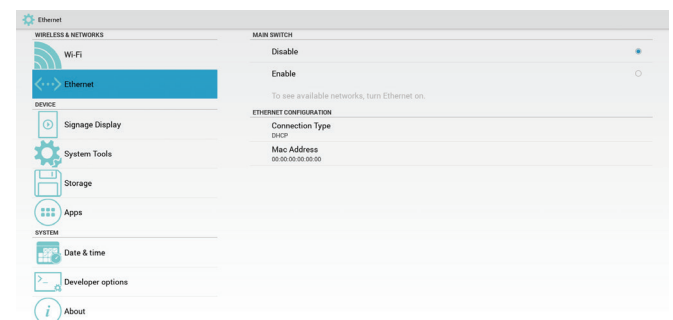 Ethernet
WIRELESS & NETWORKS
Wi-Fi
Ethernet
DEVICE
Signage Display
System Tools
Storage
Apps
SYSTEM
Date & time
Developer options
About
MAIN SWITCH
Disable
Enable
To see available networks, turn Ethernet on.
ETHERNET CONFIGURATION
Connection Type
DHCP
Mac Address
00:00:00:00:00:00